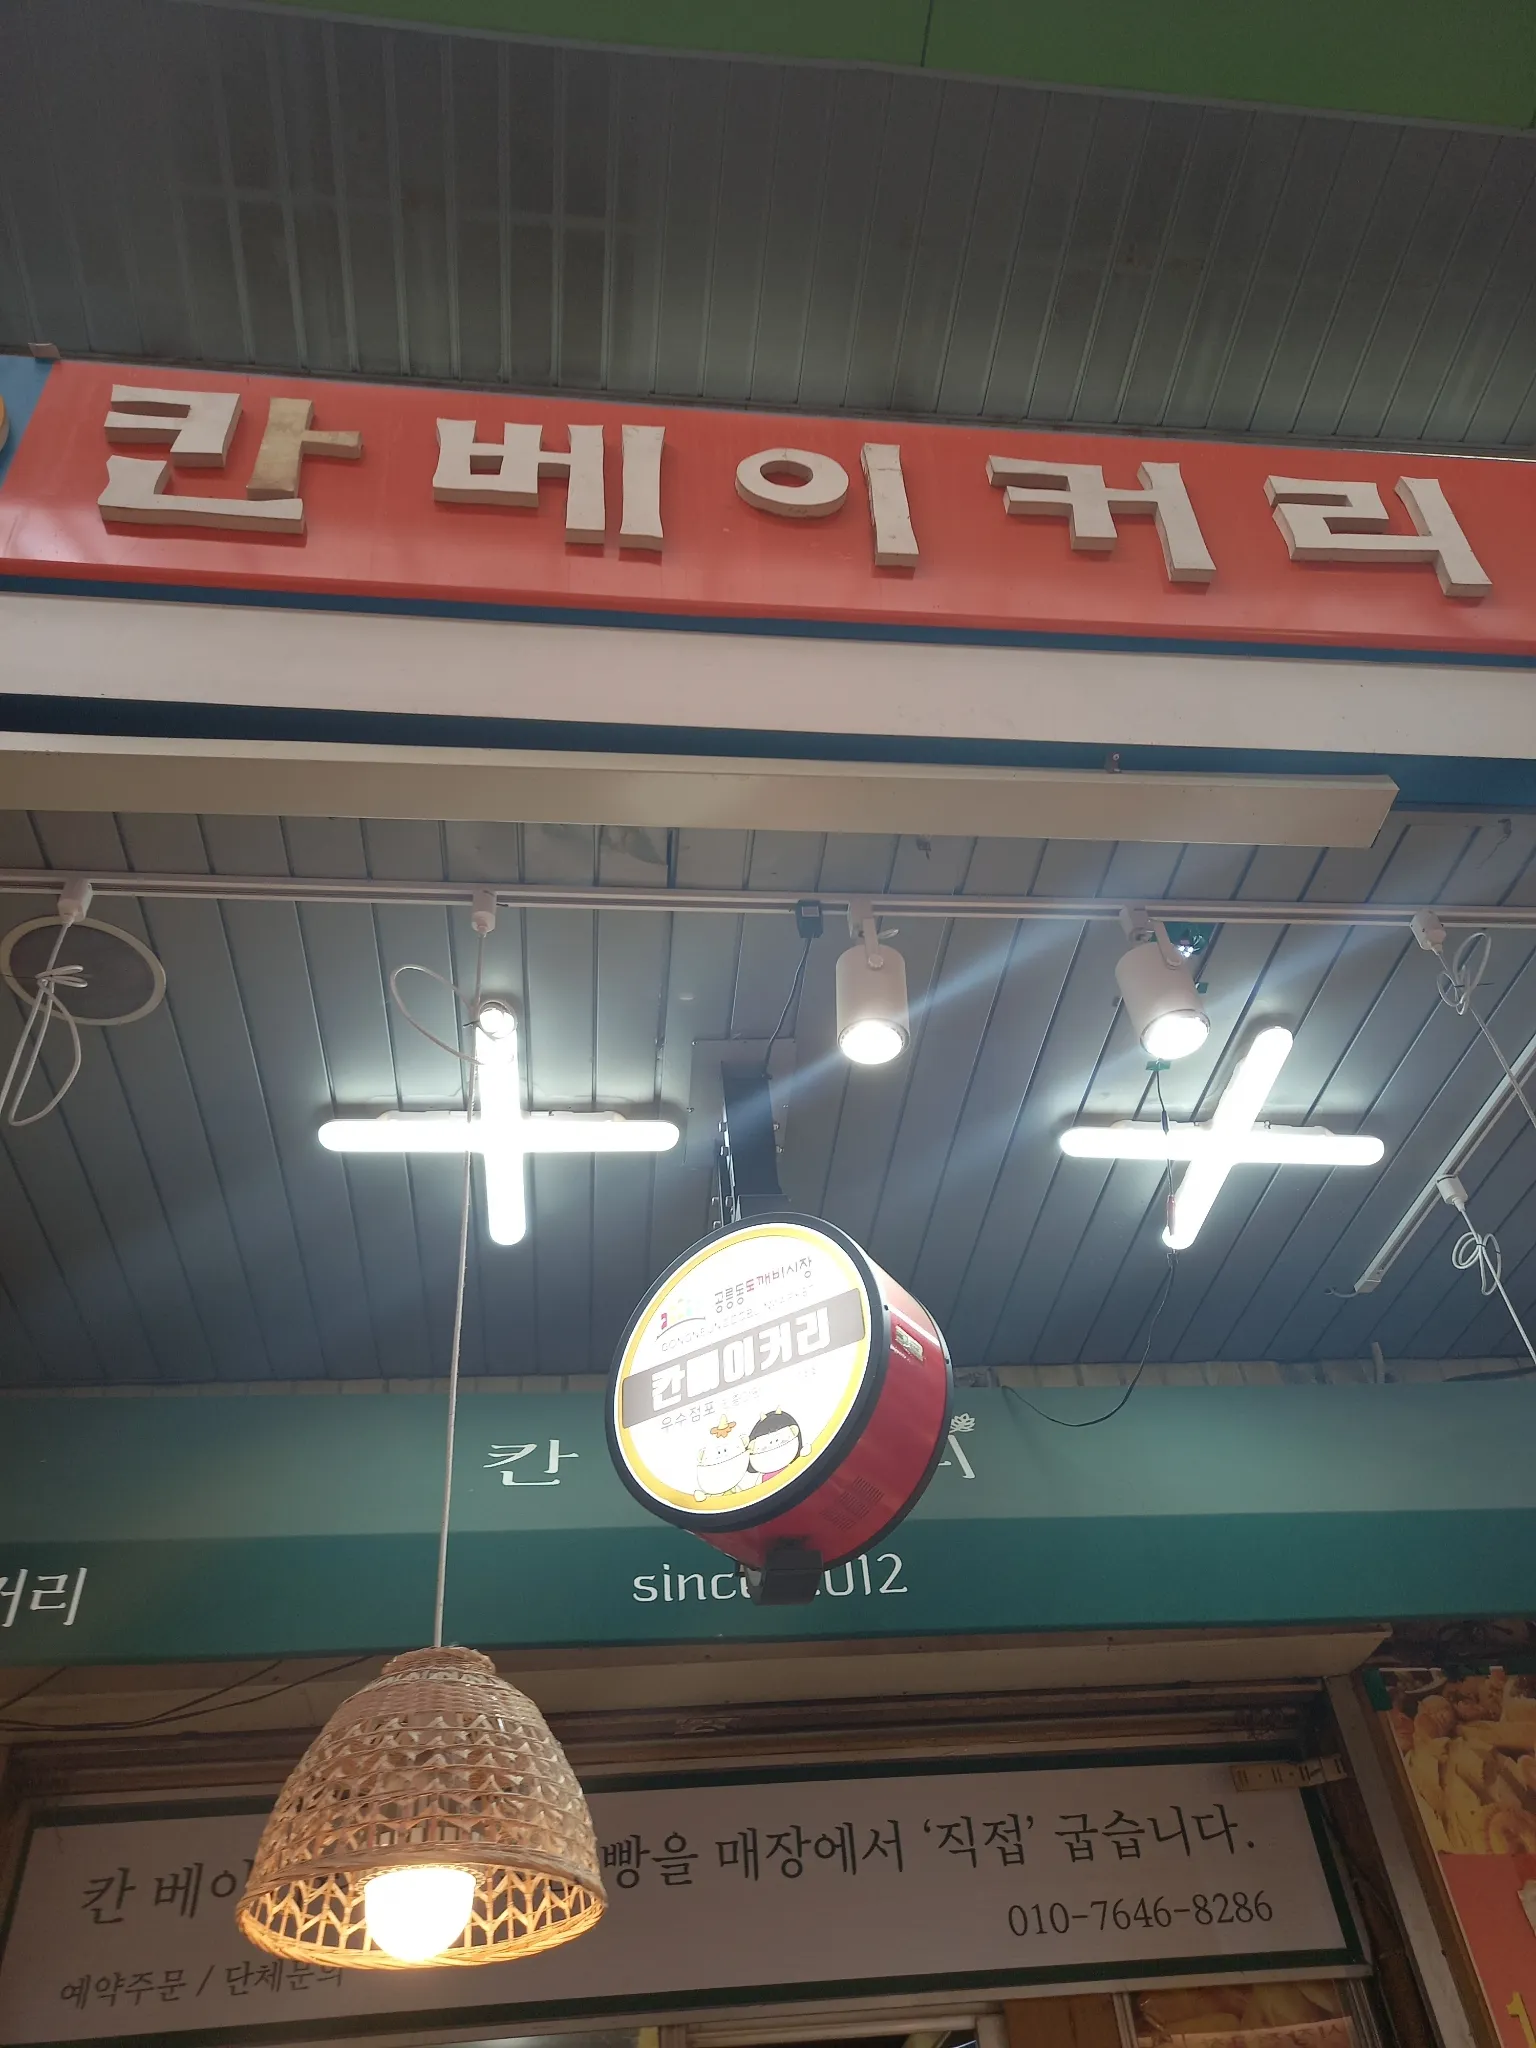 칸베이커리
공릉동도깨비시장
칸베이커리
우수점포
칸
리
since 2012
커리
칸 베이
빵을 매장에서 ‘직접’ 굽습니다.
010-7646-8286
예약주문 / 단체문의